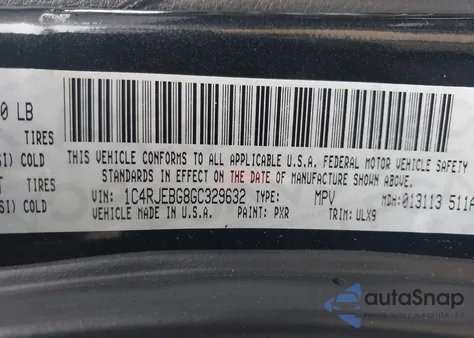 0 LB
TIRES
SI) COLD
THIS VEHICLE CONFORMS TO ALL APPLICABLE U.S.A. FEDERAL MOTOR VEHICLE SAFETY
TIRES
STANDARDS IN EFFECT ON THE DATE OF MANUFACTURE SHOWN ABOVE.
SI) COLD
VIN: 1C4RJEBG8GC329632 TYPE: MPV MDH: 013113 511A
VEHICLE MADE IN U.S.A. PAINT: PXR TRIM: ULX9
autoSnap